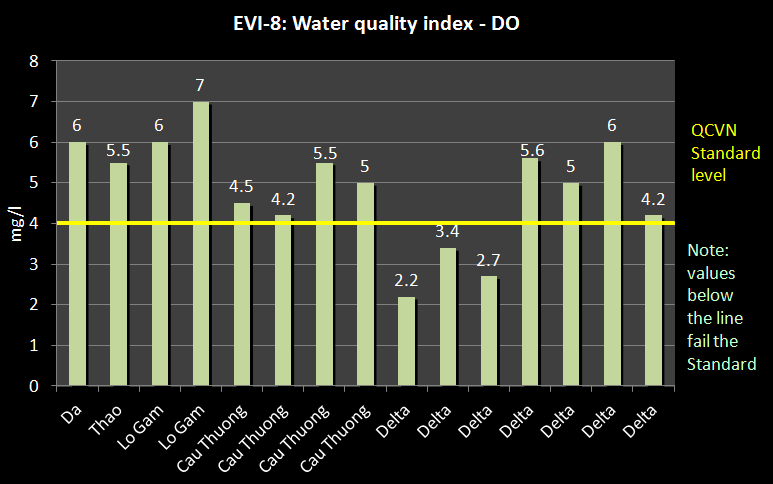 EVI-8: Water quality index - DO
mg/l
8
7
6
5
4
3
2
1
0
6
5.5
6
7
4.5
4.2
5.5
5
2.2
3.4
2.7
5.6
5
6
4.2
Da
Thao
Lo Gam
Lo Gam
Cau Thuong
Cau Thuong
Cau Thuong
Cau Thuong
Delta
Delta
Delta
Delta
Delta
Delta
Delta
QCVN
Standard
level
Note:
values
below
the line
fail the
Standard